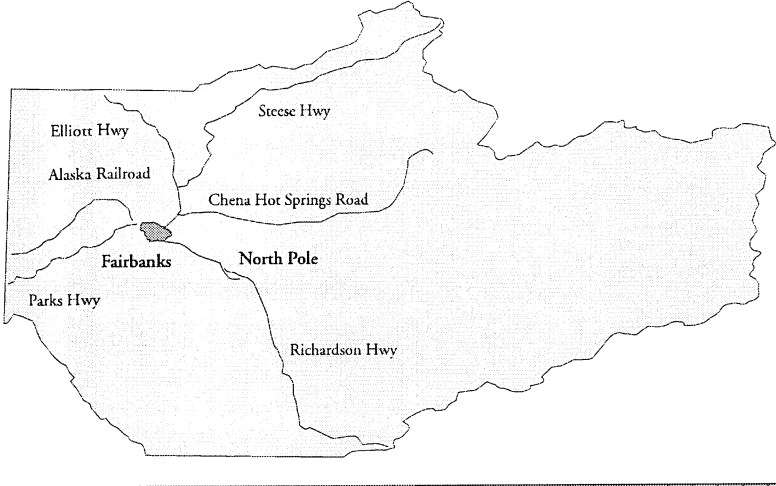 Steese Hwy
Elliott Hwy
Alaska Railroad
Chena Hot Springs Road
Fairbanks
North Pole
Parks Hwy
Richardson Hwy